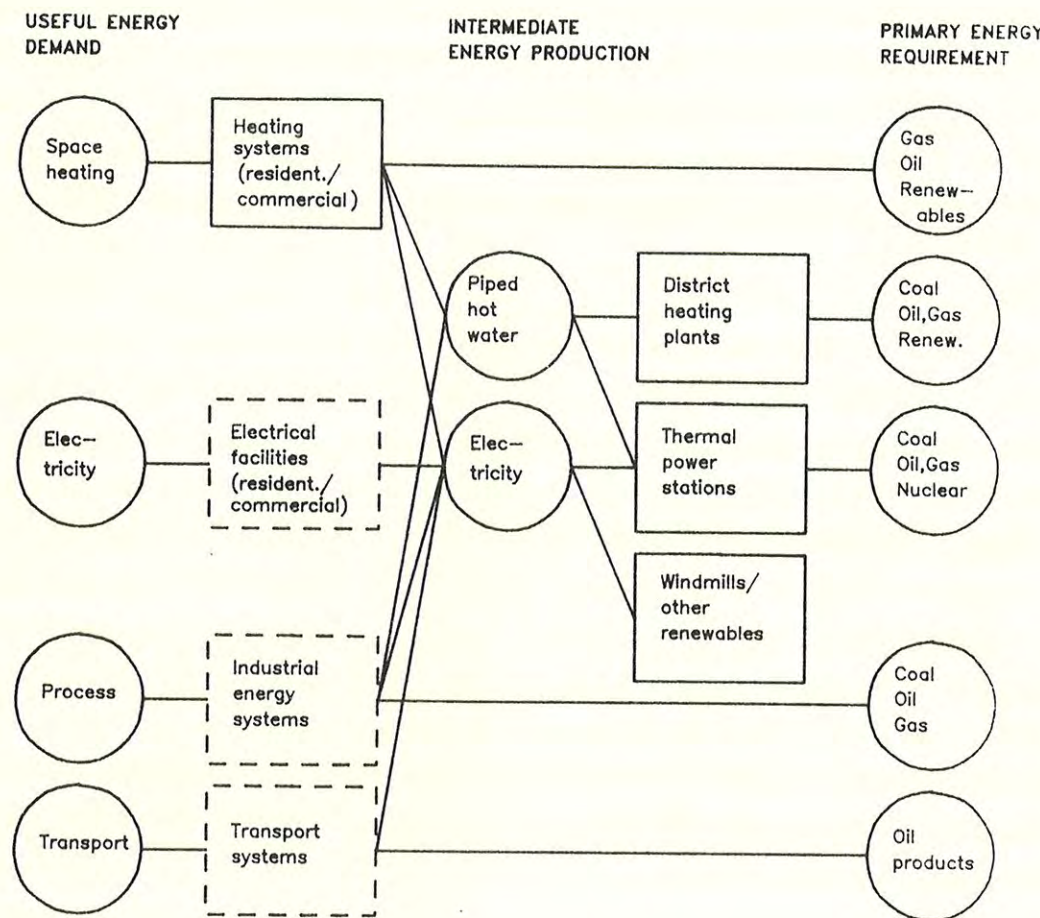 USEFUL ENERGY
DEMAND
INTERMEDIATE
ENERGY PRODUCTION
PRIMARY ENERGY
REQUIREMENT
Space
heating
Heating
systems
(resident./
commercial)
Gas
Oil
Renew-
ables
Piped
hot
water
District
heating
plants
Coal
Oil,Gas
Renew.
Elec-
tricity
Electrical
facilities
(resident./
commercial)
Elec-
tricity
Thermal
power
stations
Coal
Oil,Gas
Nuclear
Windmills/
other
renewables
Process
Industrial
energy
systems
Coal
Oil
Gas
Transport
Transport
systems
Oil
products